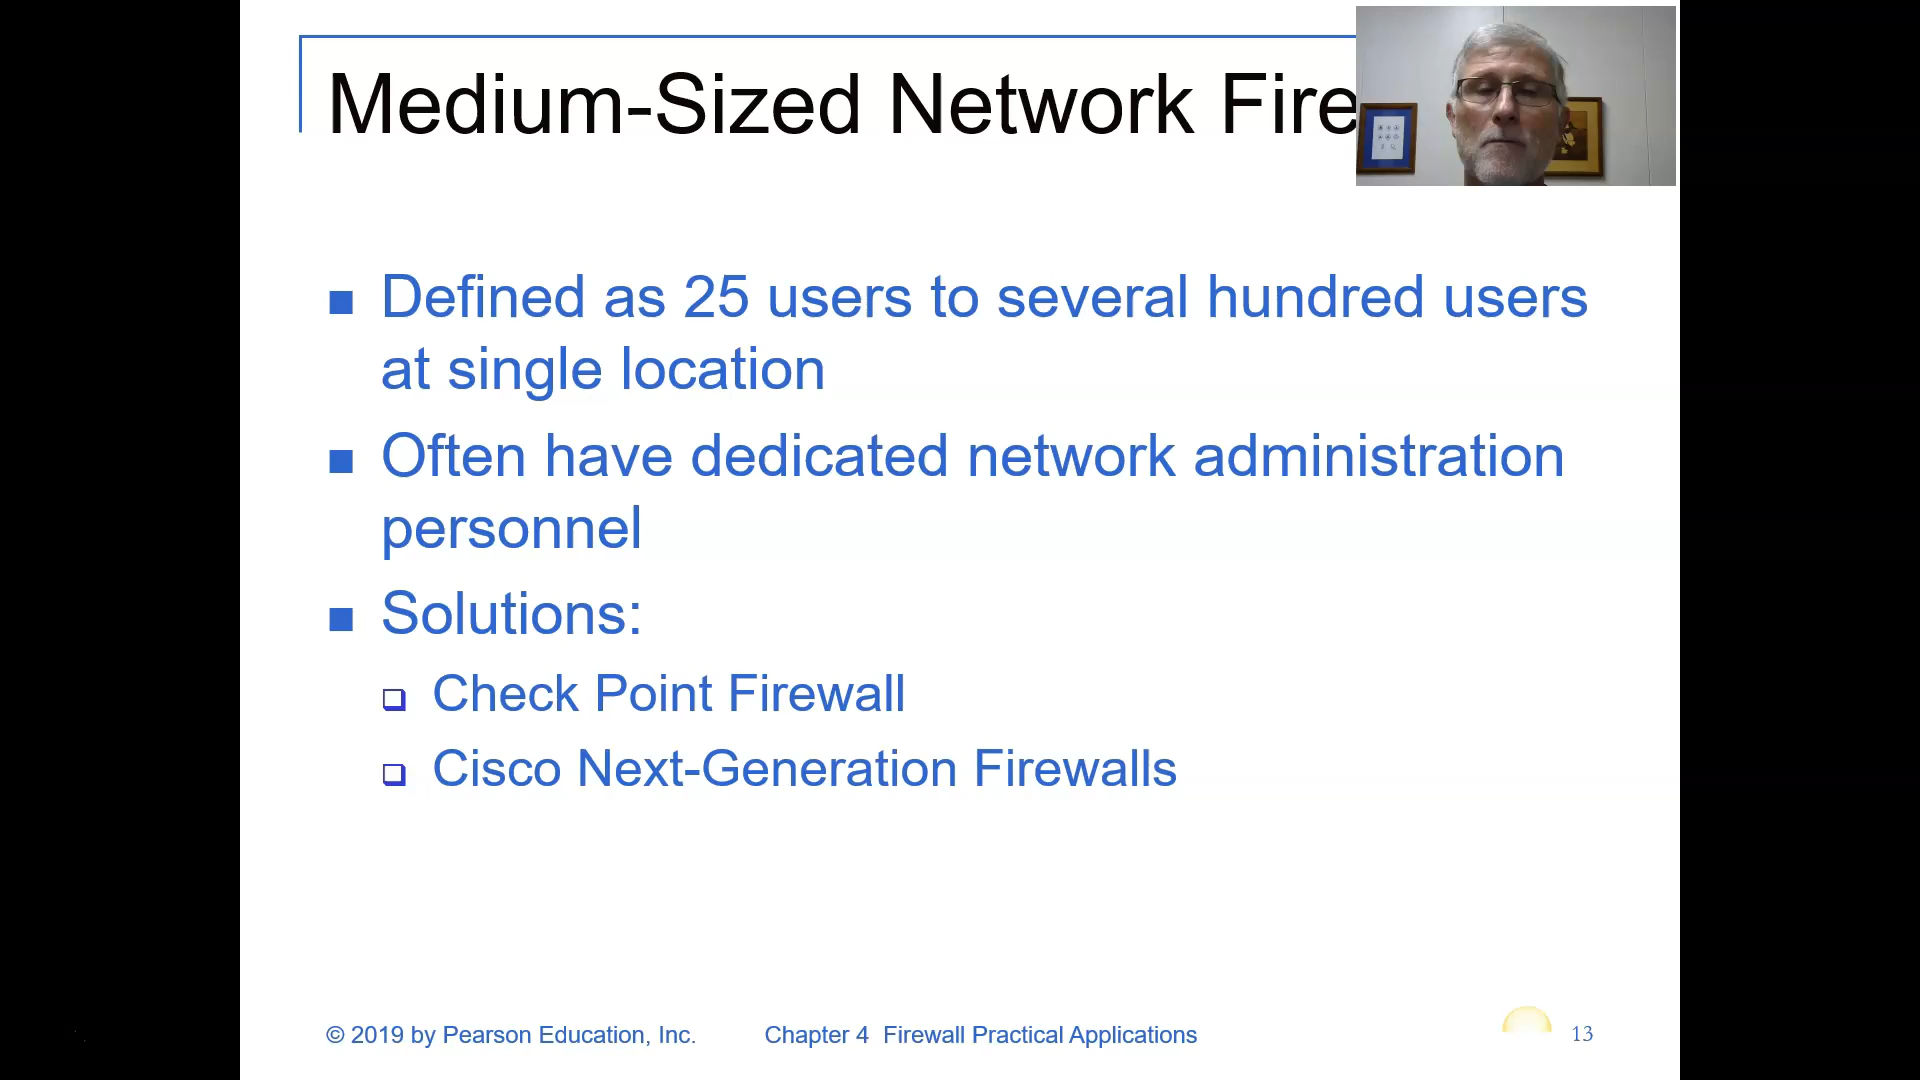 Medium-Sized Network Fire
Defined as 25 users to several hundred users
at single location
Often have dedicated network administration
personnel
Solutions:
Check Point Firewall
Cisco Next-Generation Firewalls
© 2019 by Pearson Education, Inc.
Chapter 4 Firewall Practical Applications
13